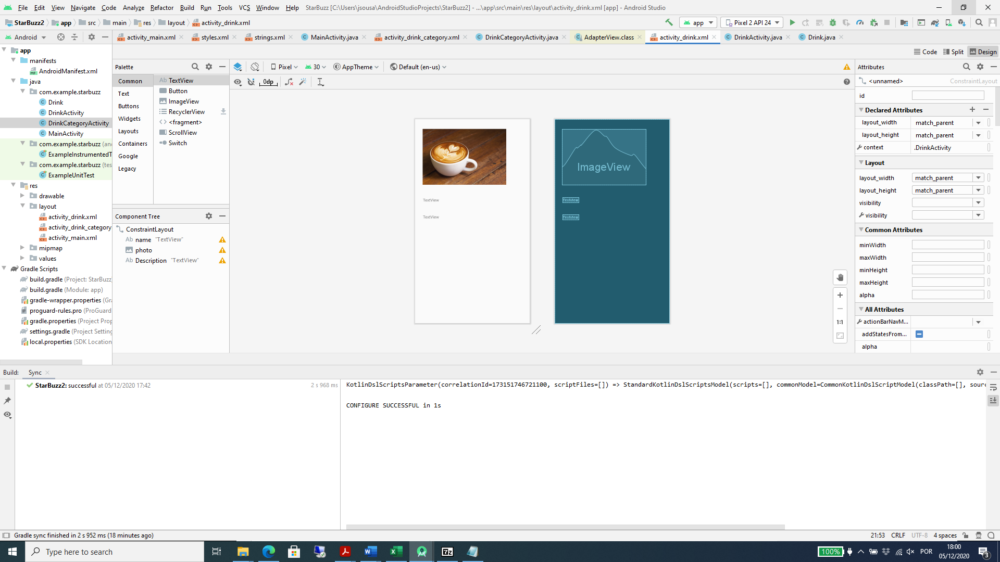 File Edit View Navigate Code Analyze Refactor Build Run Tools VCS Window Help StarBuzz [C:\Users\jsousa\AndroidStudioProjects\StarBuzz2] - ...\app\src\main\res\layout\activity_drink.xml [app] - Android Studio
StarBuzz2 app src main res layout activity_drink.xml
app Pixel 2 API 24
Android
activity_main.xml styles.xml strings.xml MainActivity.java activity_drink_category.xml DrinkCategoryActivity.java AdapterView.class activity_drink.xml DrinkActivity.java Drink.java
Code Split Design
app
manifests
AndroidManifest.xml
java
com.example.starbuzz
Drink
DrinkActivity
DrinkCategoryActivity
MainActivity
com.example.starbuzz (an
ExampleInstrumentedT
com.example.starbuzz (tes
ExampleUnitTest
res
drawable
layout
activity_drink.xml
activity_drink_category
activity_main.xml
mipmap
values
Gradle Scripts
build.gradle (Project: StarBuzz
build.gradle (Module: app)
gradle-wrapper.properties (Gra
proguard-rules.pro (ProGuard
gradle.properties (Project Prop
settings.gradle (Project Setting
local.properties (SDK Location
Palette
Common
Text
Buttons
Widgets
Layouts
Containers
Google
Legacy
Ab TextView
Button
ImageView
RecyclerView
<fragment>
ScrollView
Switch
Component Tree
ConstraintLayout
Ab name "TextView"
photo
Ab Description "TextView"
Pixel 30 AppTheme Default (en-us)
0dp
TextView
TextView
ImageView
TextView
TextView
1:1
Attributes
<unnamed> ConstraintLayout
id
Declared Attributes
layout_width match_parent
layout_height match_parent
context .DrinkActivity
Layout
layout_width match_parent
layout_height match_parent
visibility
visibility
Common Attributes
minWidth
maxWidth
minHeight
maxHeight
alpha
All Attributes
actionBarNavM...
addStatesFrom...
alpha
Build: Sync
StarBuzz2: successful at 05/12/2020 17:42 2 s 968 ms
KotlinDslScriptsParameter(correlationId=173151746721100, scriptFiles=[]) => StandardKotlinDslScriptsModel(scripts=[], commonModel=CommonKotlinDslScriptModel(classPath=[], sourc
CONFIGURE SUCCESSFUL in 1s
Gradle sync finished in 2 s 952 ms (18 minutes ago)
21:53 CRLF UTF-8 4 spaces
Type here to search
100% POR 18:00
05/12/2020
3